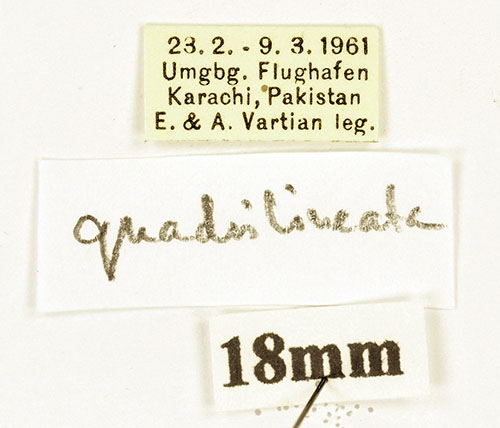 23. 2. - 9. 3. 1961
Umgbg. Flughafen
Karachi, Pakistan
E. & A. Vartian leg.
quadrilineata
18mm